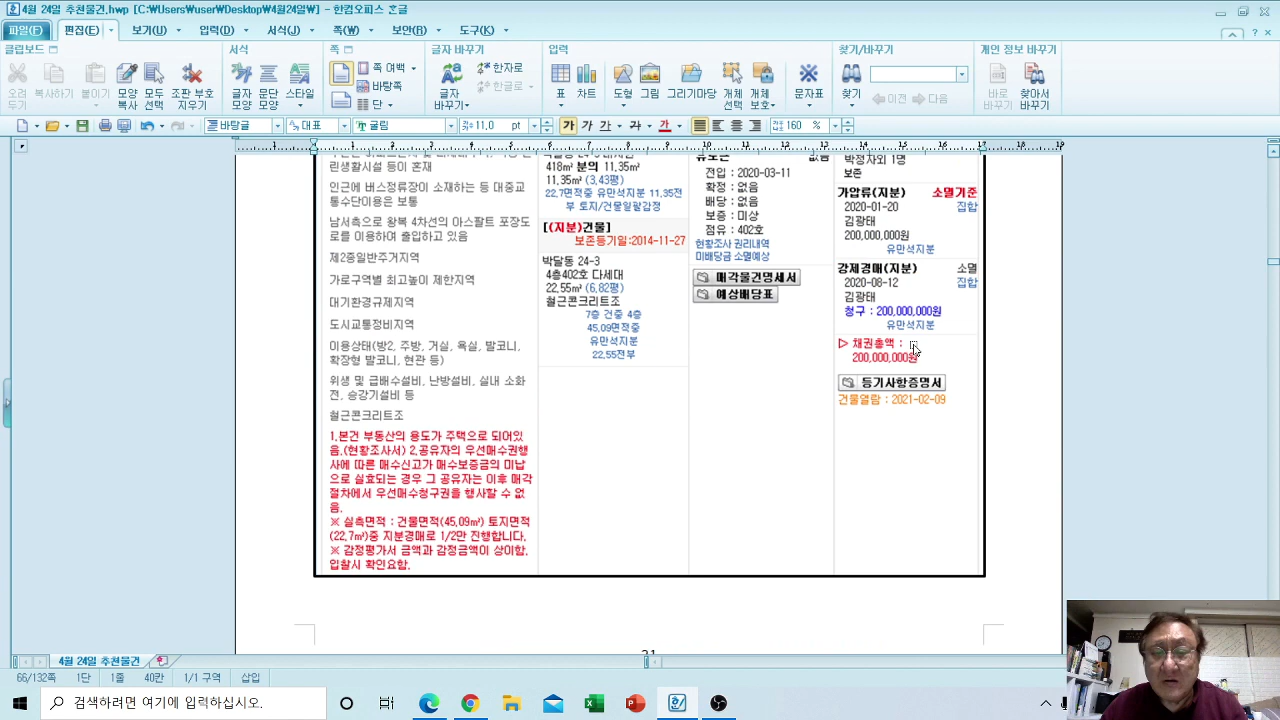 4월 24일 추천물건.hwp [C:₩Users₩user₩Desktop₩4월24일₩] - 한컴오피스 한글
파일(F) 편집(E) 보기(U) 입력(D) 서식(J) 쪽(W) 보안(B) 도구(K)
클립보드 서식 쪽 글자 바꾸기 입력 찾기/바꾸기 개인 정보 바꾸기
오려 두기 복사하기 붙이기 모양 복사 모두 선택 조판 부호 지우기 글자 모양 문단 모양 스타일 쪽 여백 바탕쪽 단 글자 바꾸기 한자로 한글로 표 차트 도형 그림 그리기마당 개체 선택 개체 보호 문자표 찾기 이전 다음 바로 바꾸기 찾아서 바꾸기
바탕글 대표 굴림 11.0 pt 가 가 가 가 가 160 %
1 1 2 3 4 5 6 7 8 9 10 11 12 13 14 15 16 17 18 19
린생활시설 등이 혼재
인근에 버스정류장이 소재하는 등 대중교
통수단이용은 보통
남서측으로 왕복 4차선의 아스팔트 포장도
로를 이용하여 출입하고 있음
제2종일반주거지역
가로구역별 최고높이 제한지역
대기환경규제지역
도시교통정비지역
이용상태(방2, 주방, 거실, 욕실, 발코니,
확장형 발코니, 현관 등)
위생 및 급배수설비, 난방설비, 실내 소화
전, 승강기설비 등
철근콘크리트조
1.본건 부동산의 용도가 주택으로 되어있
음.(현황조사서) 2.공유자의 우선매수권행
사에 따른 매수신고가 매수보증금의 미납
으로 실효되는 경우 그 공유자는 이후 매각
절차에서 우선매수청구권을 행사할 수 없
음.
※ 실측면적 : 건물면적(45.09㎡) 토지면적
(22.7㎡)중 지분경매로 1/2만 진행합니다.
※ 감정평가서 금액과 감정금액이 상이함.
입찰시 확인요함.
418㎡ 분의 11.35㎡
11.35㎡ (3.43평)
22.7면적중 유만석지분 11.35전
부 토지/건물일괄감정
[(지분)건물]
보존등기일:2014-11-27
박달동 24-3
4층402호 다세대
22.55㎡ (6.82평)
철근콘크리트조
7층 건중 4층
45.09면적중
유만석지분
22.55전부
없음
전입 : 2020-03-11
확정 : 없음
배당 : 없음
보증 : 미상
점유 : 402호
현황조사 권리내역
미배당금 소멸예상
매각물건명세서
예상배당표
박정자외 1명
보존
가압류(지분) 소멸기준
2020-01-20 집합
김광태
200,000,000원
유만석지분
강제경매(지분) 소멸
2020-08-12 집합
김광태
청구 : 200,000,000원
유만석지분
▷ 채권총액 :
200,000,000원
등기사항증명서
건물열람 : 2021-02-09
4월 24일 추천물건
66/132쪽 1단 1줄 40칸 1/1 구역 삽입
검색하려면 여기에 입력하십시오.